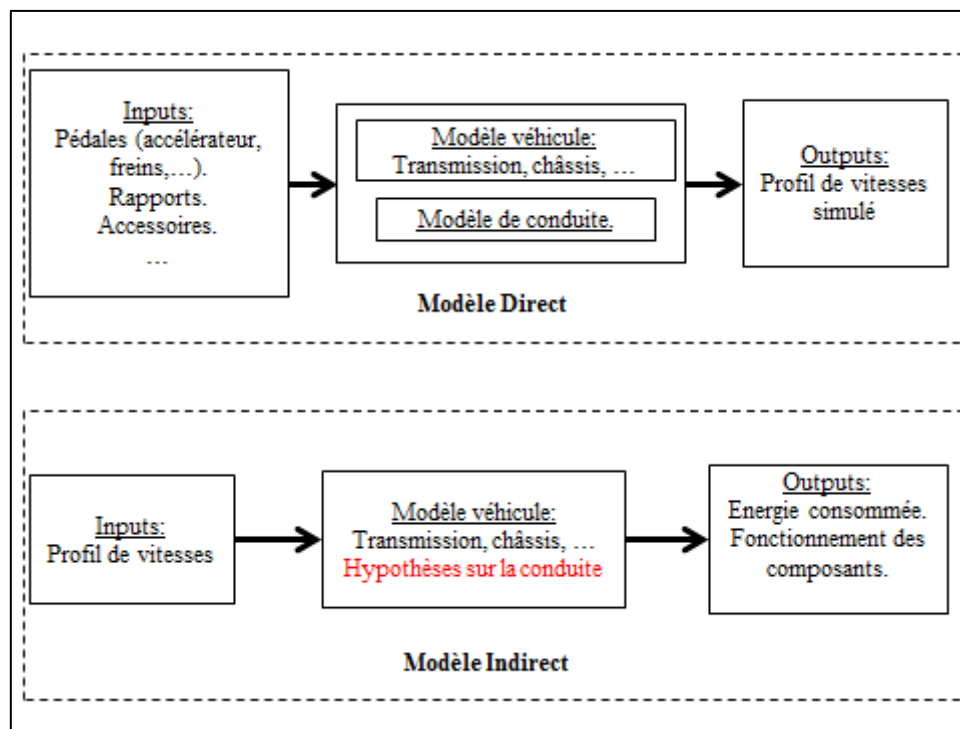 Inputs:
Pédales (accélérateur,
freins,…).
Rapports.
Accessoires.
…
Modèle véhicule:
Transmission, châssis, …
Modèle de conduite.
Outputs:
Profil de vitesses
simulé
Modèle Direct
Inputs:
Profil de vitesses
Modèle véhicule:
Transmission, châssis, …
Hypothèses sur la conduite
Outputs:
Energie consommée.
Fonctionnement des
composants.
Modèle Indirect